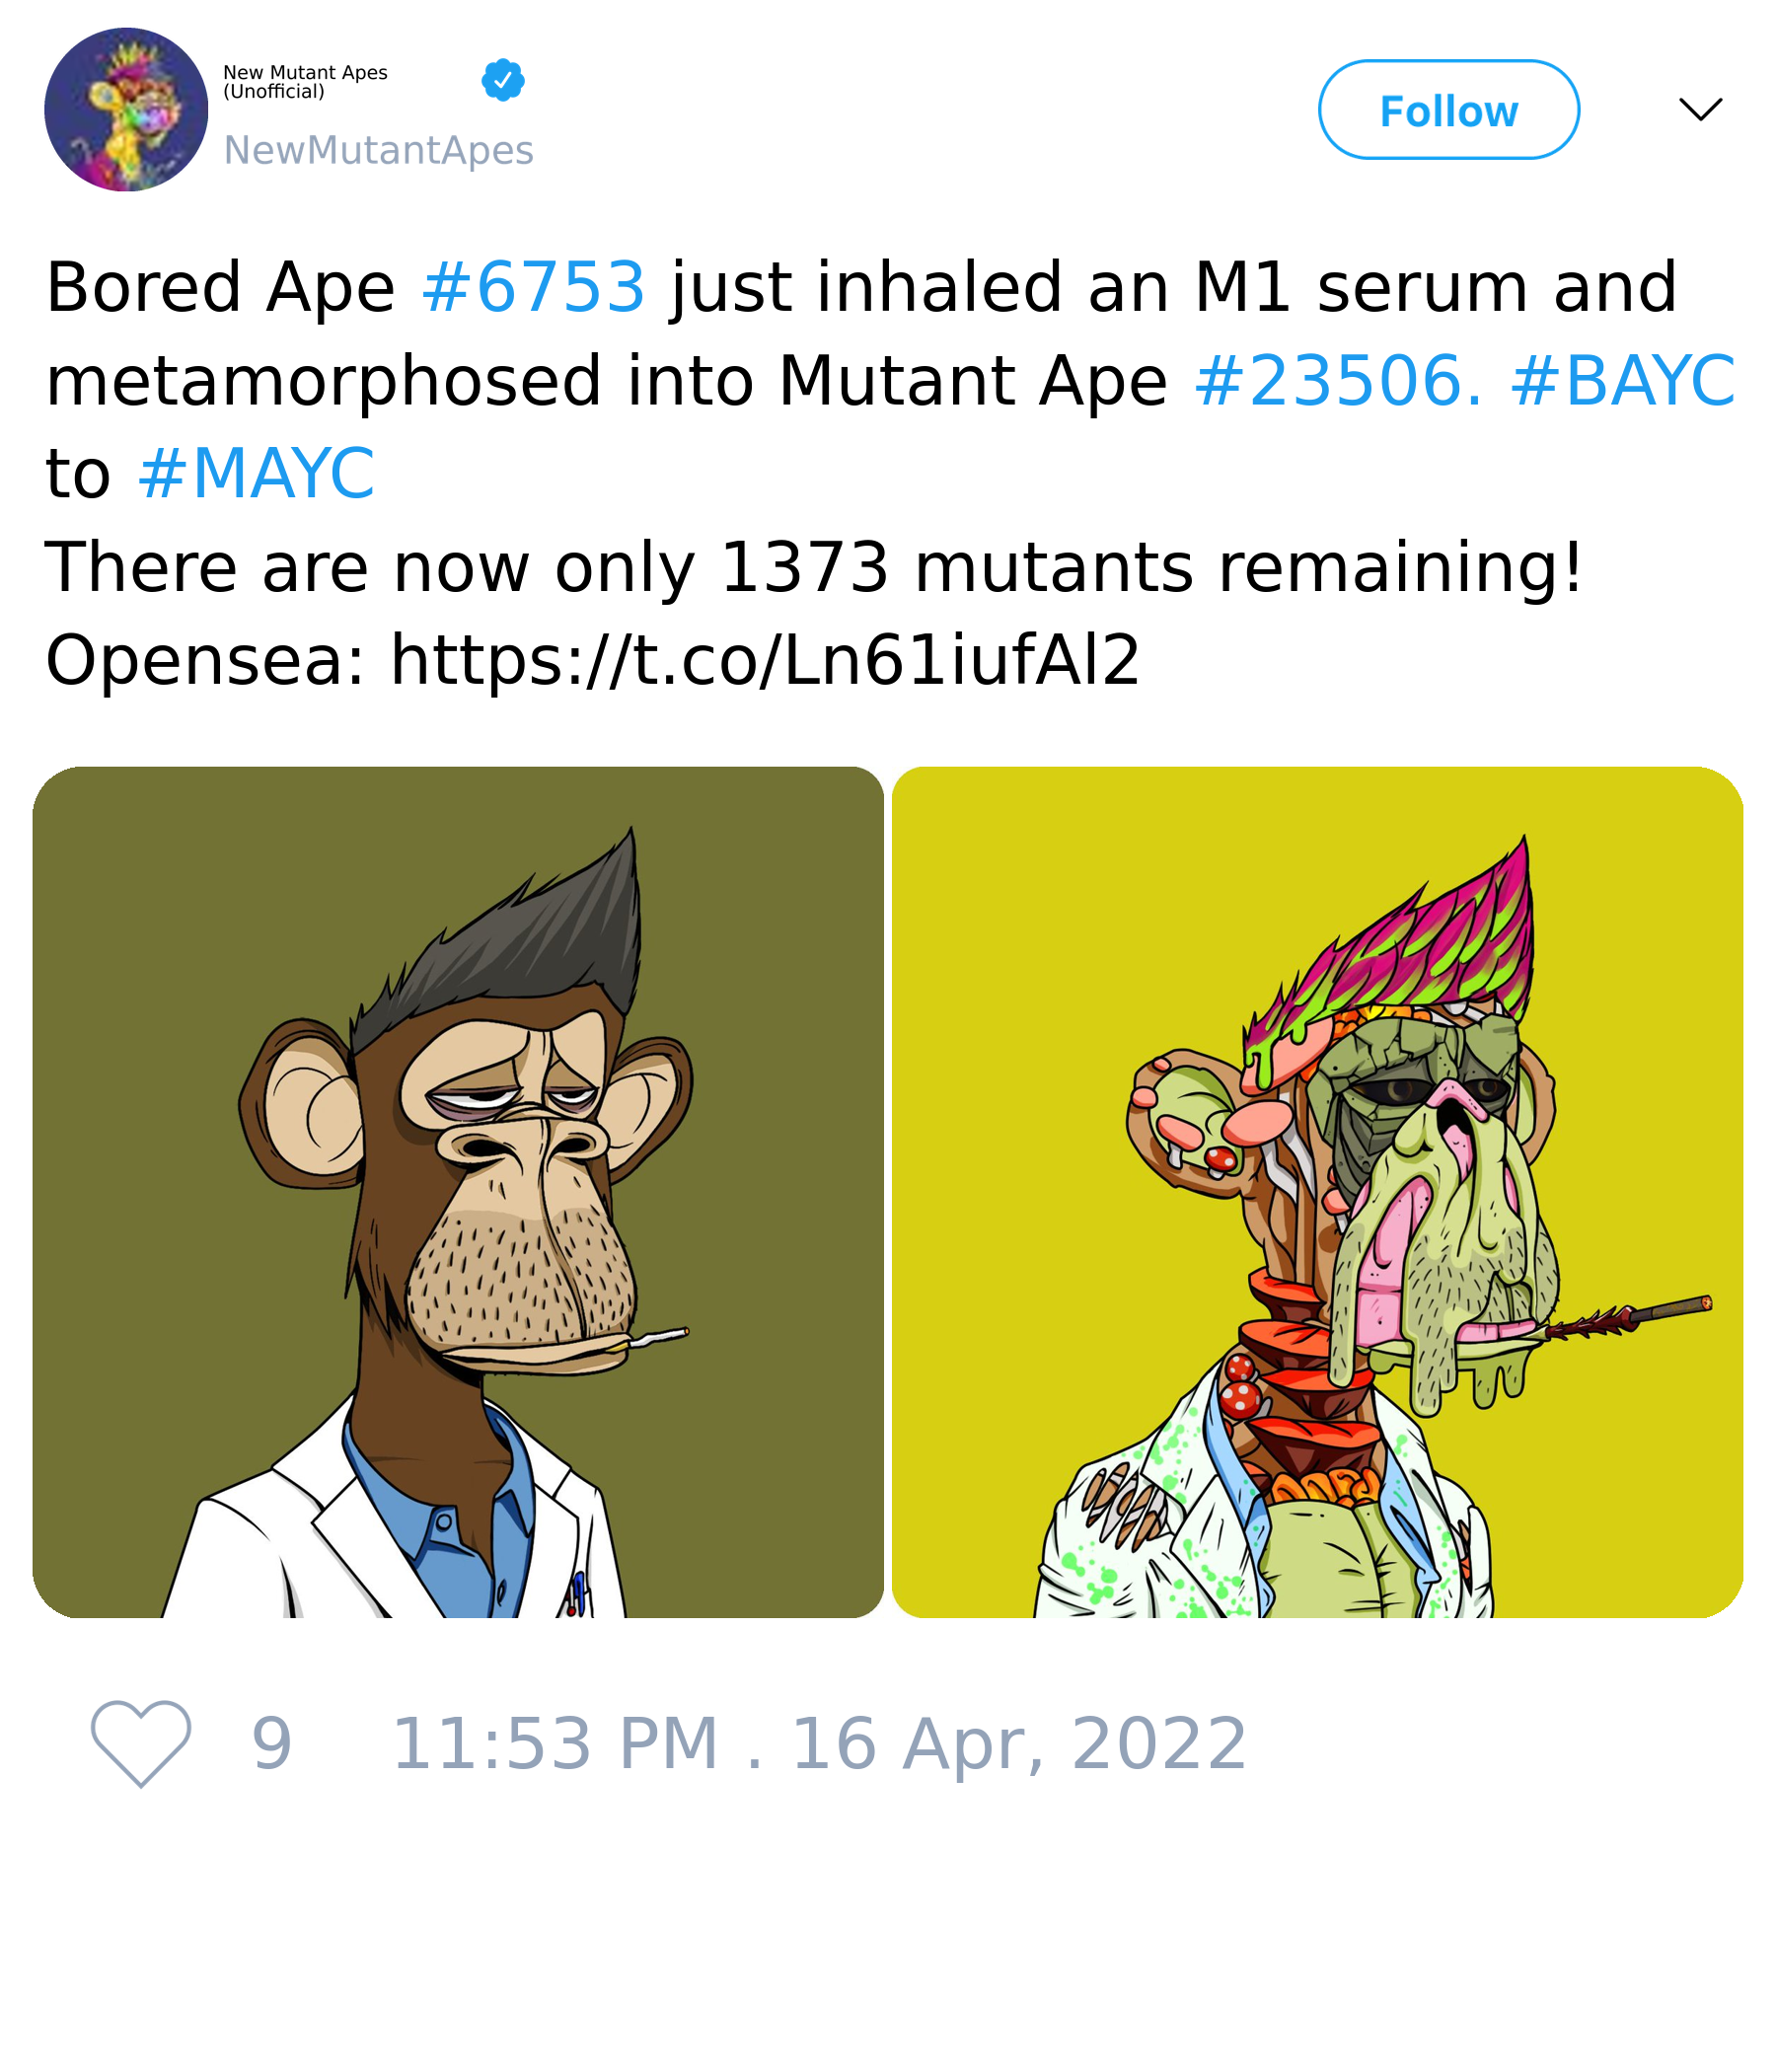 New Mutant Apes
(Unofficial)
NewMutantApes
Follow
Bored Ape #6753 just inhaled an M1 serum and
metamorphosed into Mutant Ape #23506. #BAYC
to #MAYC
There are now only 1373 mutants remaining!
Opensea: https://t.co/Ln61iufAl2
9 11:53 PM . 16 Apr, 2022